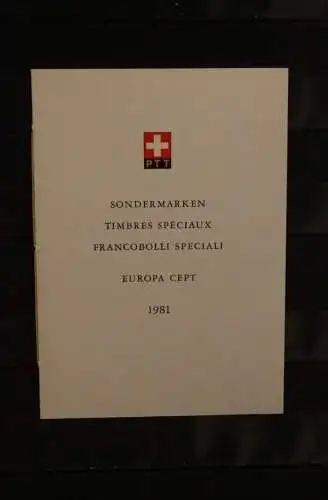 PTT
SONDERMARKEN
TIMBRES SPÉCIAUX
FRANCOBOLLI SPECIALI
EUROPA CEPT
1981